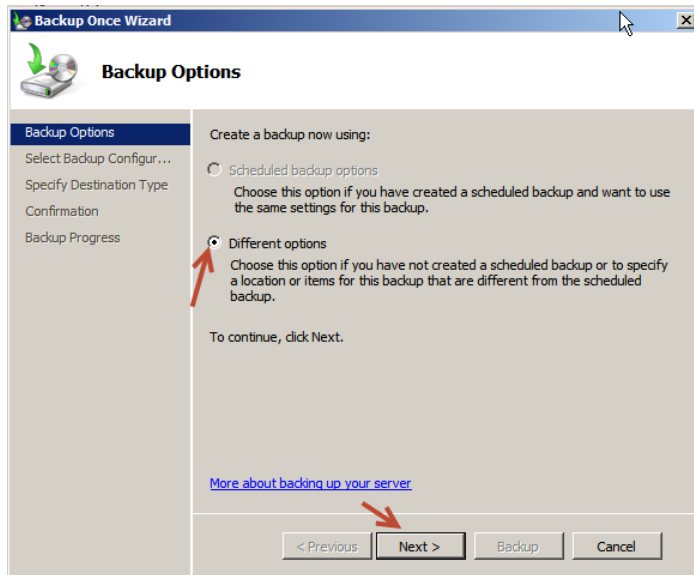 Backup Once Wizard
Backup Options
Backup Options
Select Backup Configur...
Specify Destination Type
Confirmation
Backup Progress
Create a backup now using:
Scheduled backup options
Choose this option if you have created a scheduled backup and want to use
the same settings for this backup.
Different options
Choose this option if you have not created a scheduled backup or to specify
a location or items for this backup that are different from the scheduled
backup.
To continue, click Next.
More about backing up your server
< Previous
Next >
Backup
Cancel